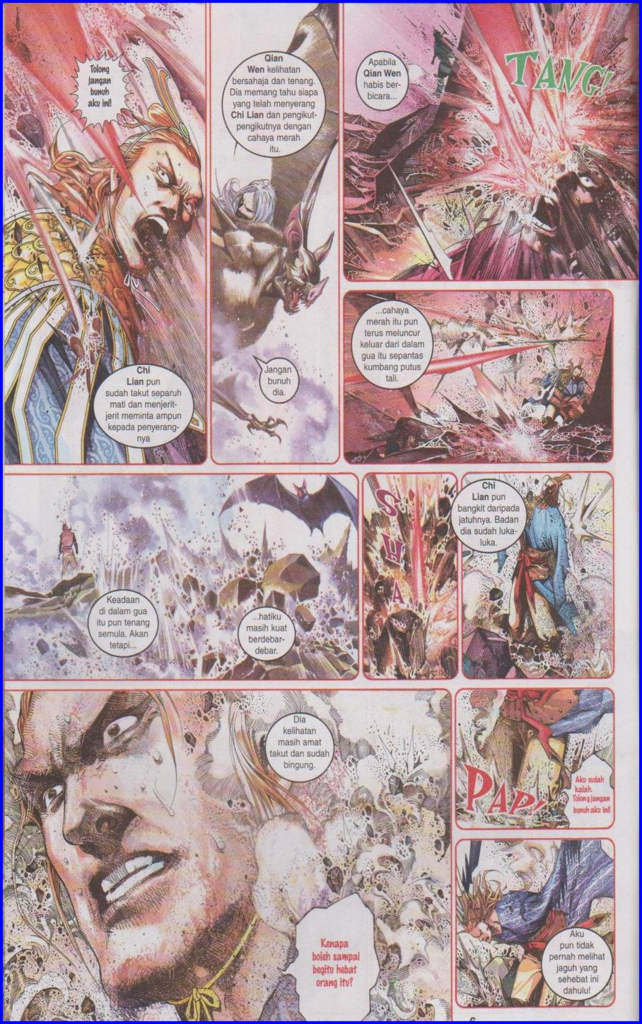 Tolong
jangan
bunuh
aku ini!
Chi
Lian pun
sudah takut separuh
mati dan menjerit-
jerit meminta ampun
kepada penyerang-
nya
Qian
Wen kelihatan
bersahaja dan tenang.
Dia memang tahu siapa
yang telah menyerang
Chi Lian dan pengikut-
pengikutnya dengan
cahaya merah
itu.
Jangan
bunuh
dia.
Apabila
Qian Wen
habis ber-
bicara...
TANG!
...cahaya
merah itu pun
terus meluncur
keluar dari dalam
gua itu sepantas
kumbang putus
tali.
Keadaan
di dalam gua
itu pun tenang
semula. Akan
tetapi...
...hatiku
masih kuat
berdebar-
debar.
SHA
Chi
Lian pun
bangkit daripada
jatuhnya. Badan
dia sudah luka-
luka.
Dia
kelihatan
masih amat
takut dan sudah
bingung.
Kenapa
boleh sampai
begitu hebat
orang itu?
PAP!
Aku sudah
kalah.
Tolong jangan
bunuh aku ini!
Aku
pun tidak
pernah melihat
jaguh yang
sehebat ini
dahulu!